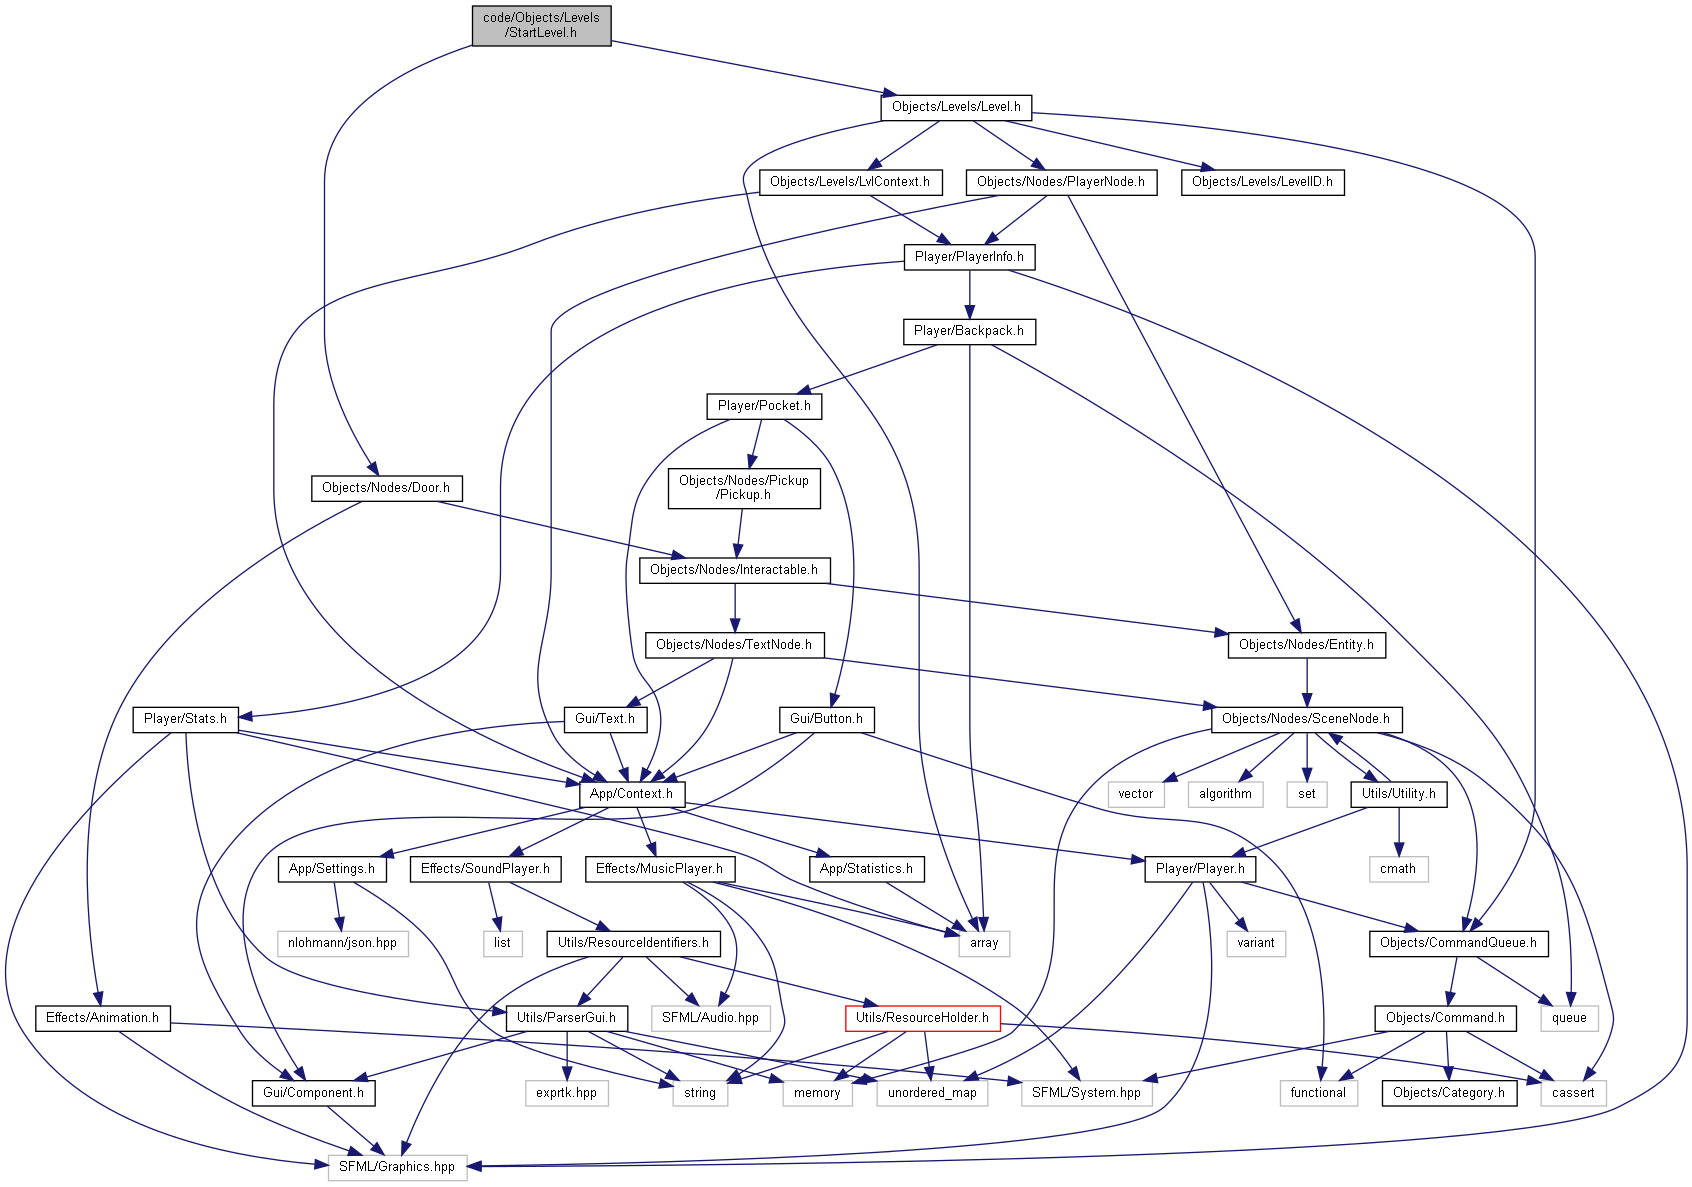 code/Objects/Levels
/StartLevel.h
Objects/Levels/Level.h
Objects/Levels/LvlContext.h
Objects/Nodes/PlayerNode.h
Objects/Levels/LevelID.h
Player/PlayerInfo.h
Player/Backpack.h
Player/Pocket.h
Objects/Nodes/Door.h
Objects/Nodes/Pickup
/Pickup.h
Objects/Nodes/Interactable.h
Objects/Nodes/TextNode.h
Objects/Nodes/Entity.h
Player/Stats.h
Gui/Text.h
Gui/Button.h
Objects/Nodes/SceneNode.h
App/Context.h
vector
algorithm
set
Utils/Utility.h
App/Settings.h
Effects/SoundPlayer.h
Effects/MusicPlayer.h
App/Statistics.h
Player/Player.h
cmath
nlohmann/json.hpp
list
Utils/ResourceIdentifiers.h
array
variant
Objects/CommandQueue.h
Effects/Animation.h
Utils/ParserGui.h
SFML/Audio.hpp
Utils/ResourceHolder.h
Objects/Command.h
queue
Gui/Component.h
exprtk.hpp
string
memory
unordered_map
SFML/System.hpp
functional
Objects/Category.h
cassert
SFML/Graphics.hpp